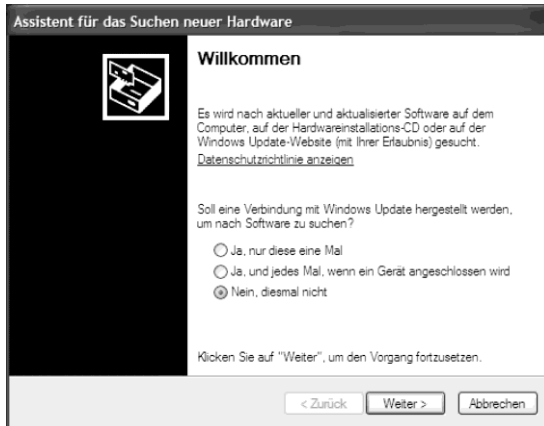 Assistent für das Suchen neuer Hardware
Willkommen
Es wird nach aktueller und aktualisierter Software auf dem
Computer, auf der Hardwareinstallations-CD oder auf der
Windows Update-Website (mit Ihrer Erlaubnis) gesucht.
Datenschutzrichtlinie anzeigen
Soll eine Verbindung mit Windows Update hergestellt werden,
um nach Software zu suchen?
Ja, nur diese eine Mal
Ja, und jedes Mal, wenn ein Gerät angeschlossen wird
Nein, diesmal nicht
Klicken Sie auf "Weiter", um den Vorgang fortzusetzen.
< Zurück Weiter > Abbrechen